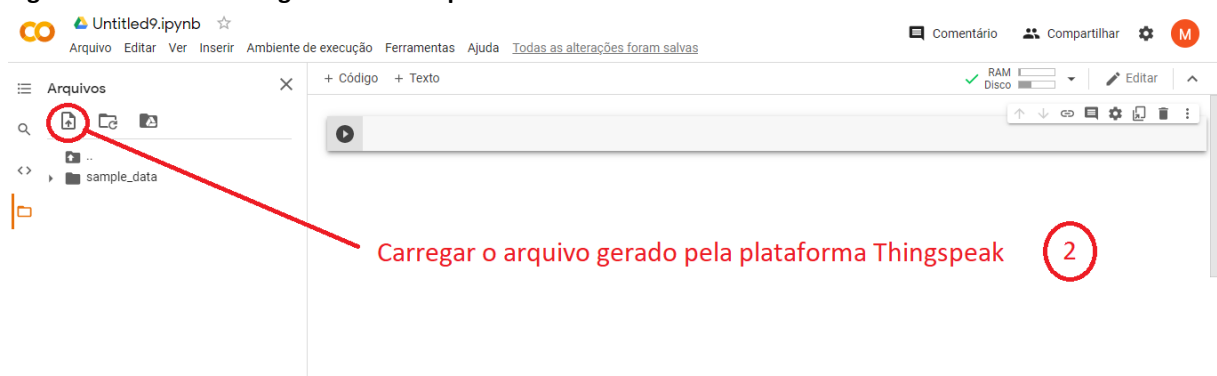 Untitled9.ipynb
Comentário Compartilhar M
Arquivo Editar Ver Inserir Ambiente de execução Ferramentas Ajuda Todas as alterações foram salvas
Arquivos
+ Código + Texto
RAM
Disco
Editar
..
sample_data
Carregar o arquivo gerado pela plataforma Thingspeak 2